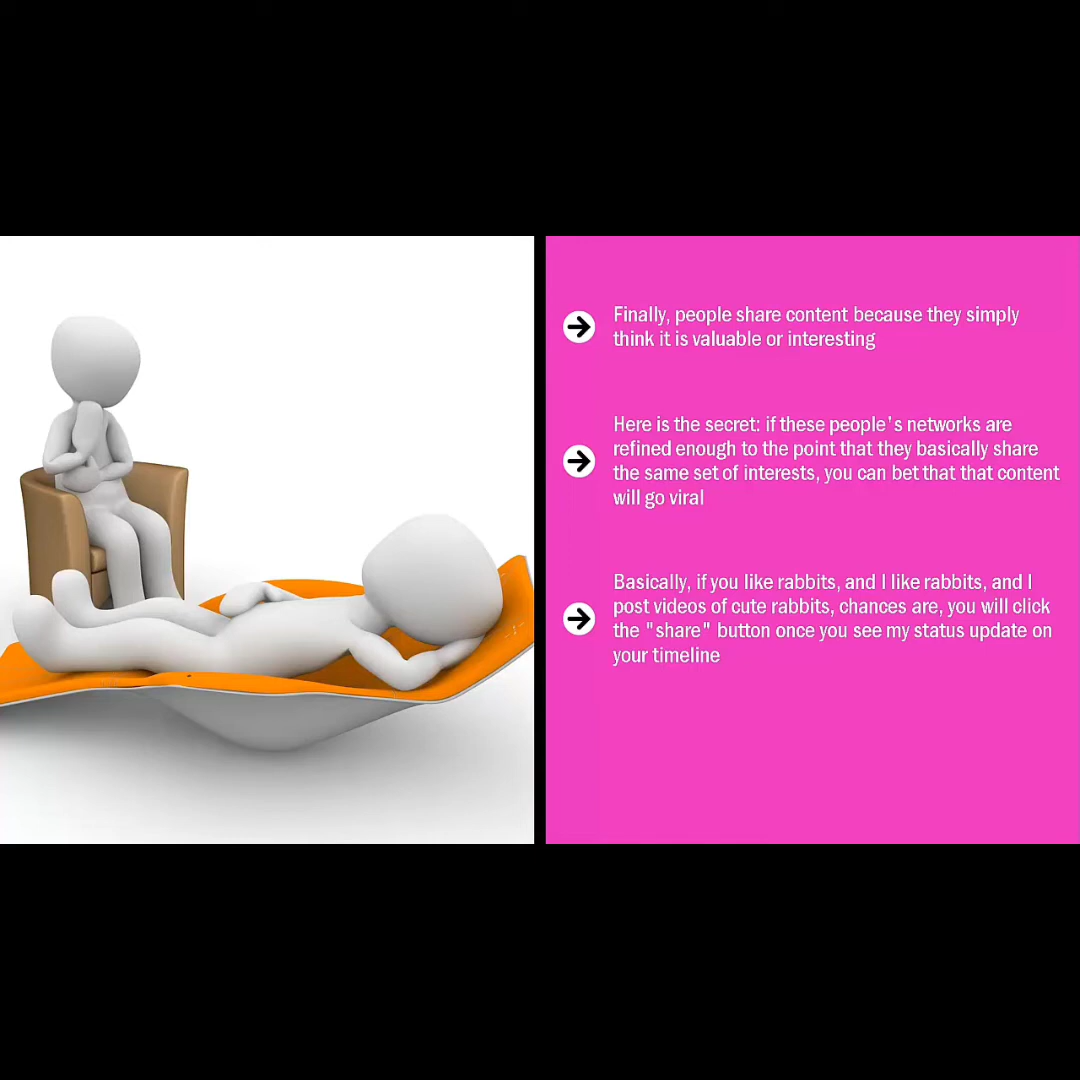 Finally, people share content because they simply
think it is valuable or interesting
Here is the secret: if these people's networks are
refined enough to the point that they basically share
the same set of interests, you can bet that that content
will go viral
Basically, if you like rabbits, and I like rabbits, and I
post videos of cute rabbits, chances are, you will click
the "share" button once you see my status update on
your timeline